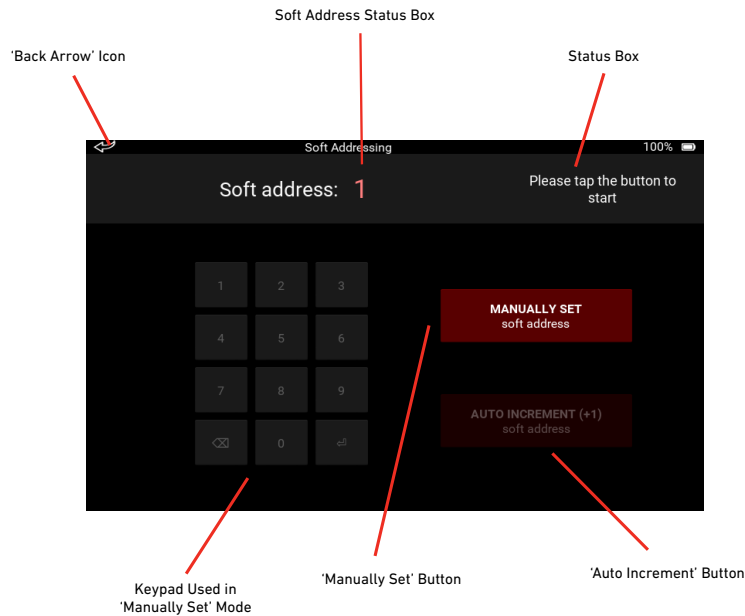 Soft Address Status Box
‘Back Arrow’ Icon
Status Box
Soft Addressing
100%
Soft address: 1
Please tap the button to
start
1 2 3
4 5 6
7 8 9
0
MANUALLY SET
soft address
AUTO INCREMENT (+1)
soft address
Keypad Used in
‘Manually Set’ Mode
‘Manually Set’ Button
‘Auto Increment’ Button